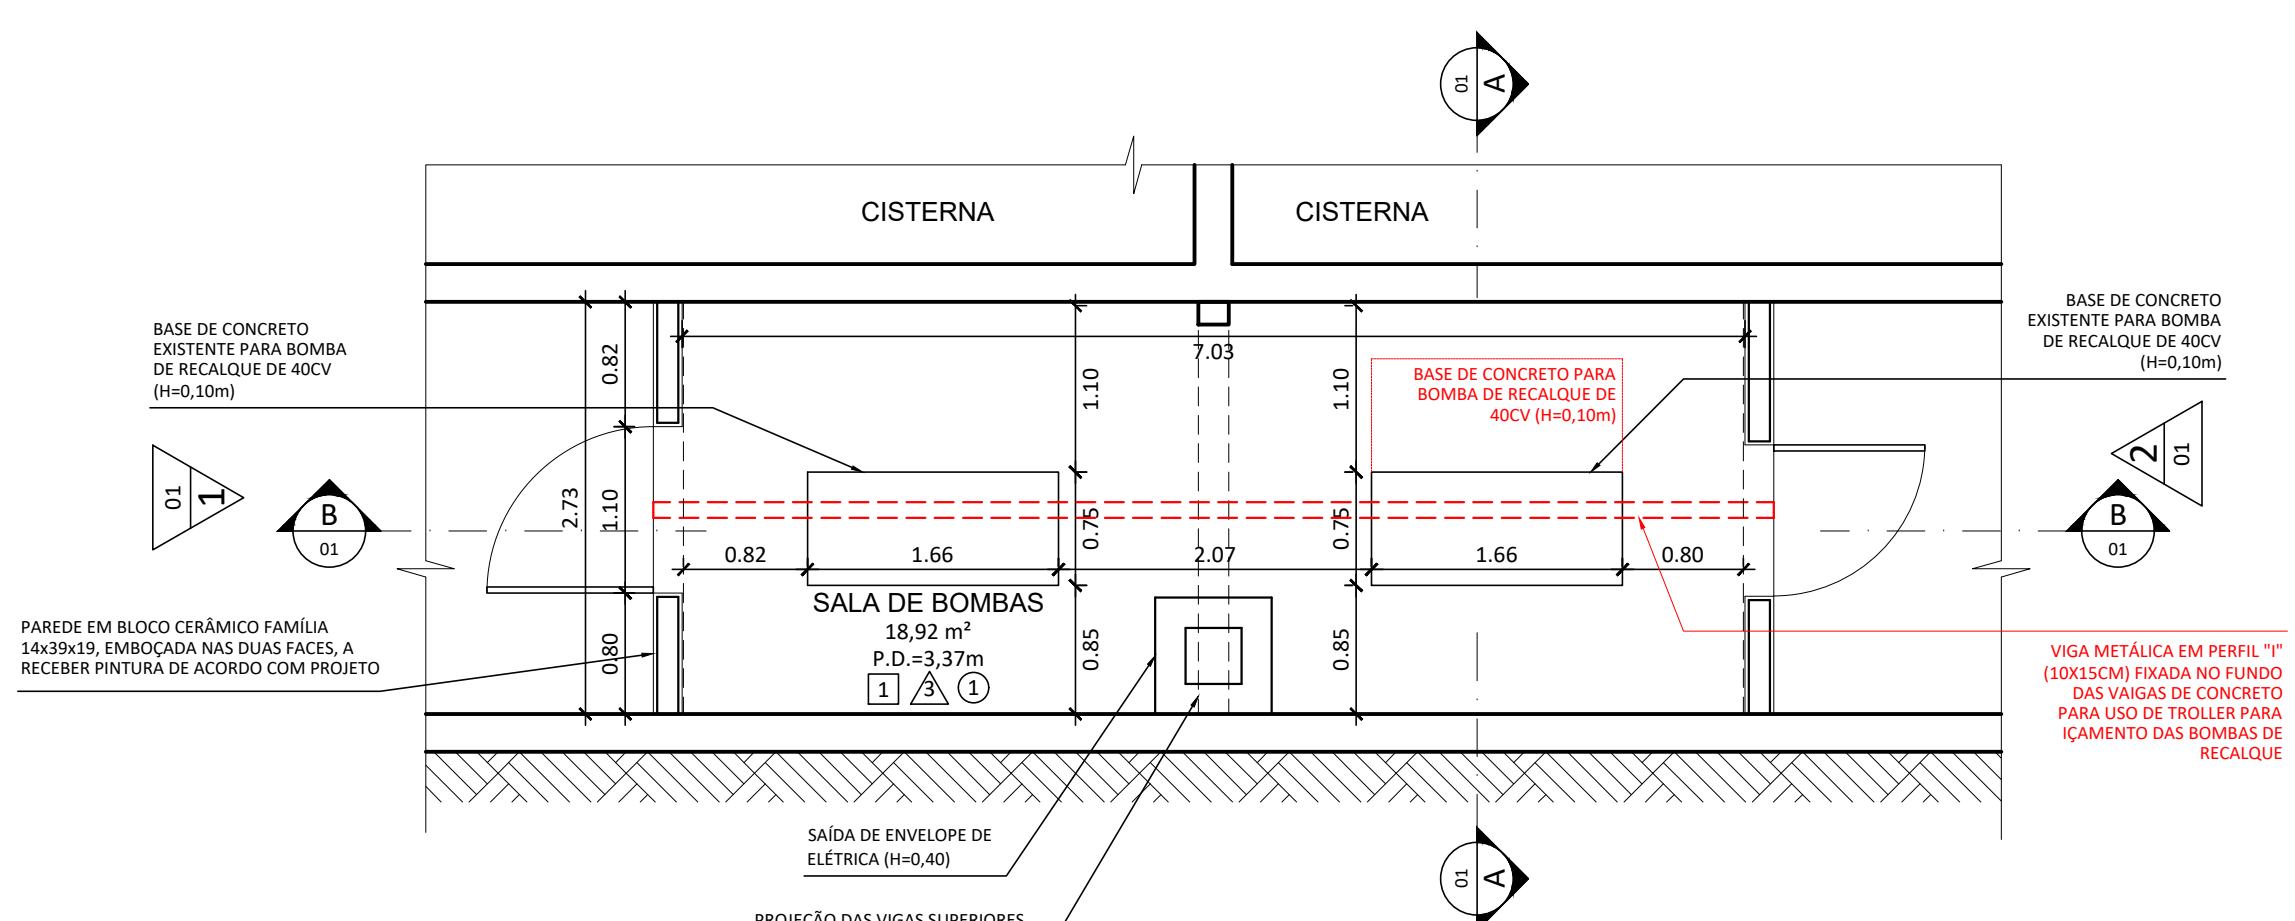 01
A
CISTERNA
CISTERNA
BASE DE CONCRETO
EXISTENTE PARA BOMBA
DE RECALQUE DE 40CV
(H=0,10m)
BASE DE CONCRETO
EXISTENTE PARA BOMBA
DE RECALQUE DE 40CV
(H=0,10m)
7.03
0.82
1.10
1.10
BASE DE CONCRETO PARA
BOMBA DE RECALQUE DE
40CV (H=0,10m)
01
1
B
01
2.73
1.10
0.75
0.75
2
01
B
01
0.82
1.66
2.07
1.66
0.80
SALA DE BOMBAS
18,92 m²
P.D.=3,37m
1
3
1
0.80
0.85
0.85
PAREDE EM BLOCO CERÂMICO FAMÍLIA
14x39x19, EMBOÇADA NAS DUAS FACES, A
RECEBER PINTURA DE ACORDO COM PROJETO
VIGA METÁLICA EM PERFIL "I"
(10X15CM) FIXADA NO FUNDO
DAS VAIGAS DE CONCRETO
PARA USO DE TROLLER PARA
IÇAMENTO DAS BOMBAS DE
RECALQUE
SAÍDA DE ENVELOPE DE
ELÉTRICA (H=0,40)
01
A
PROJEÇÃO DAS VIGAS SUPERIORES